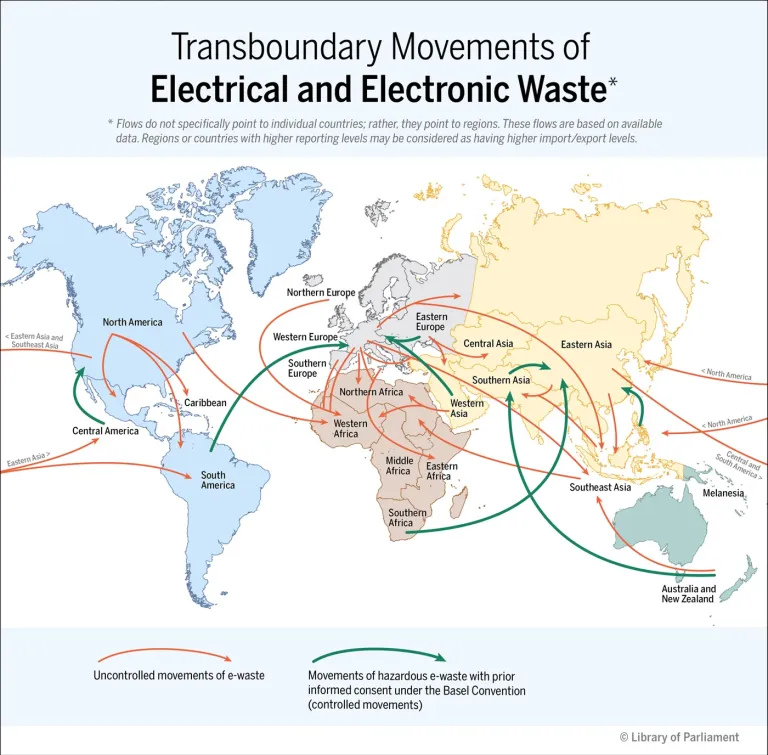 Transboundary Movements of
Electrical and Electronic Waste*
* Flows do not specifically point to individual countries; rather, they point to regions. These flows are based on available
data. Regions or countries with higher reporting levels may be considered as having higher import/export levels.
Northern Europe
North America
Eastern
Europe
< Eastern Asia and
Southeast Asia
Western Europe
Central Asia
Eastern Asia
Southern
Europe
< North America
Southern Asia
Northern Africa
Caribbean
Western
Asia
Central America
Western
Africa
< North America
Eastern Asia >
Middle
Africa
Eastern
Africa
Central and
South America >
South
America
Southeast Asia
Melanesia
Southern
Africa
Australia and
New Zealand
Uncontrolled movements of e-waste
Movements of hazardous e-waste with prior
informed consent under the Basel Convention
(controlled movements)
© Library of Parliament